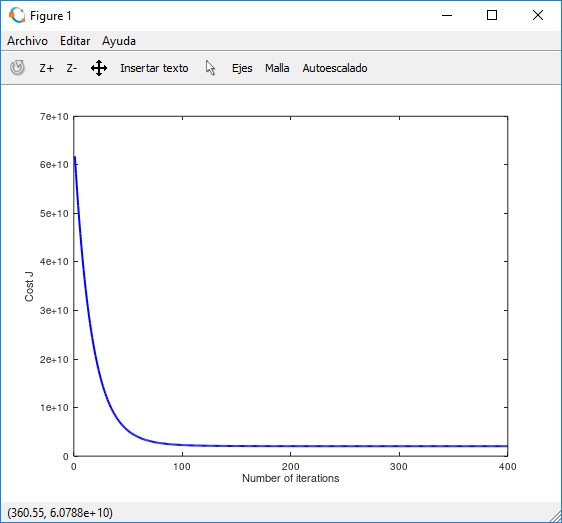 Figure 1
Archivo Editar Ayuda
Z+ Z- Insertar texto Ejes Malla Autoescalado
7e+10
6e+10
5e+10
4e+10
3e+10
2e+10
1e+10
0
Cost J
0 100 200 300 400
Number of iterations
(360.55, 6.0788e+10)